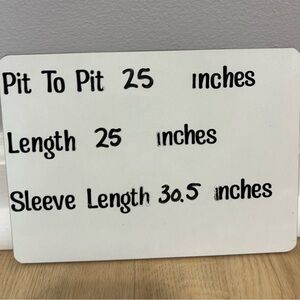 Pit To Pit 25 inches
Length 25 inches
Sleeve Length 30.5 inches